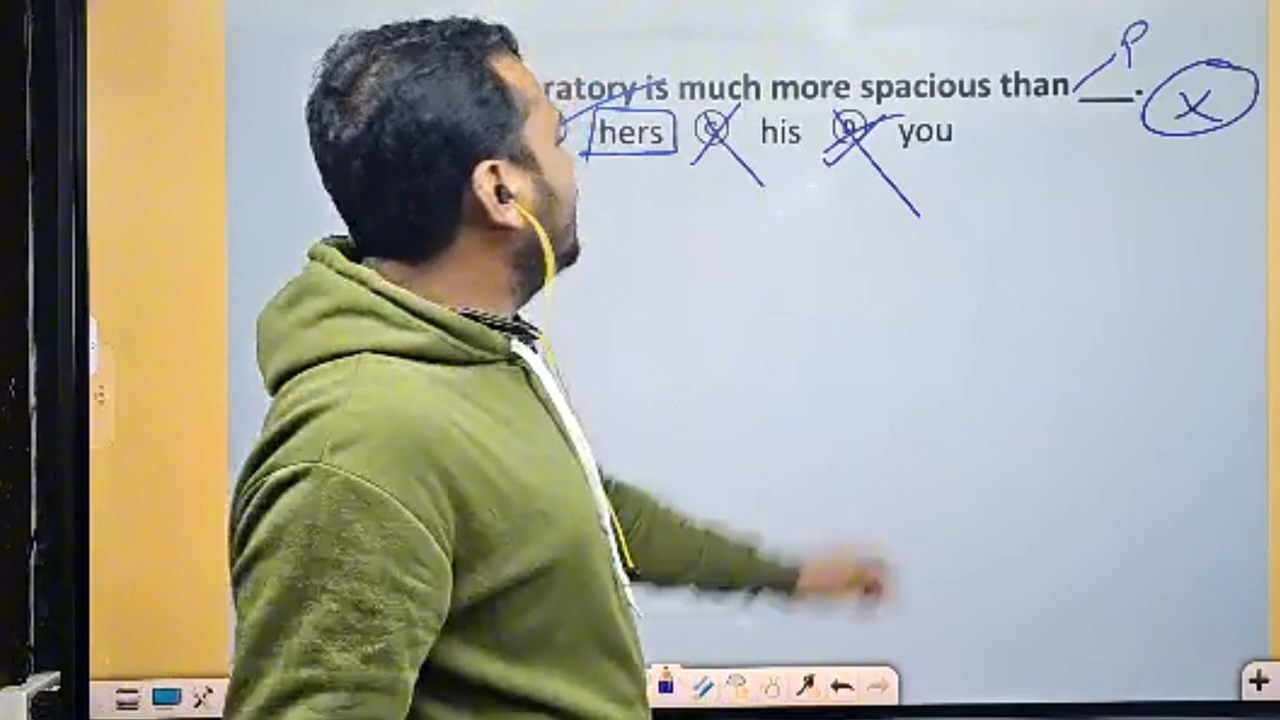 ratory is much more spacious than ___. P X
hers his you